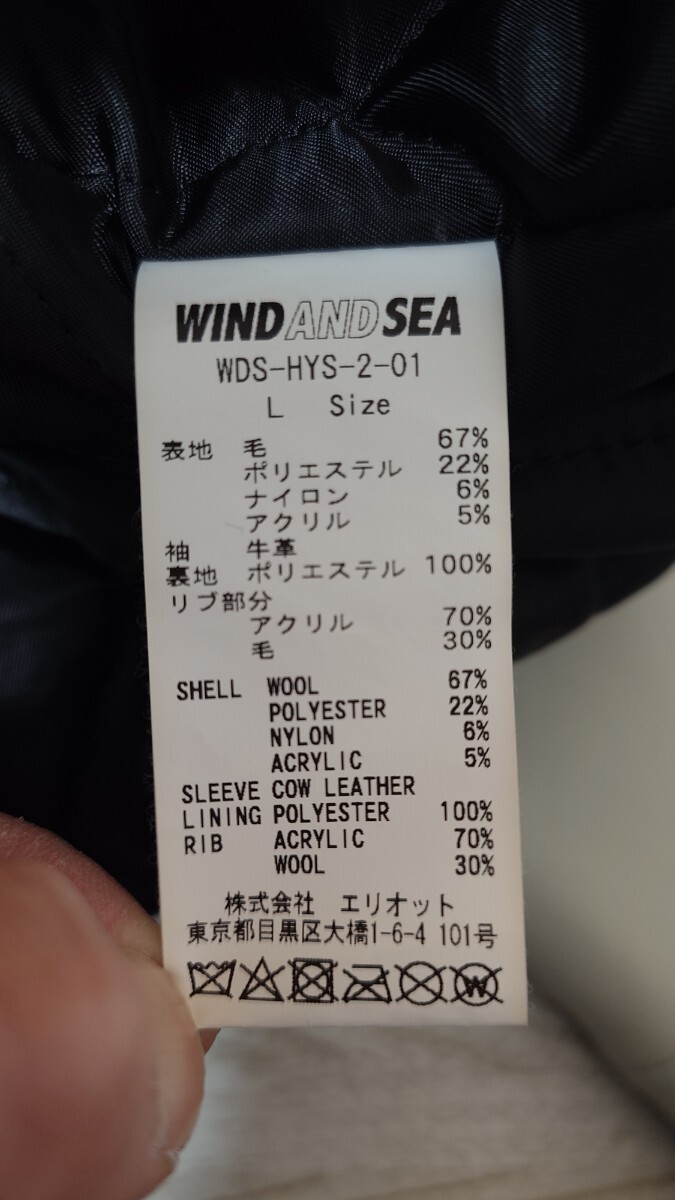 WIND AND SEA
WDS-HYS-2-01
L Size
表地 毛 67%
ポリエステル 22%
ナイロン 6%
アクリル 5%
袖 牛革
裏地 ポリエステル 100%
リブ部分
アクリル 70%
毛 30%
SHELL WOOL 67%
POLYESTER 22%
NYLON 6%
ACRYLIC 5%
SLEEVE COW LEATHER
LINING POLYESTER 100%
RIB ACRYLIC 70%
WOOL 30%
株式会社 エリオット
東京都目黒区大橋1-6-4 101号
W